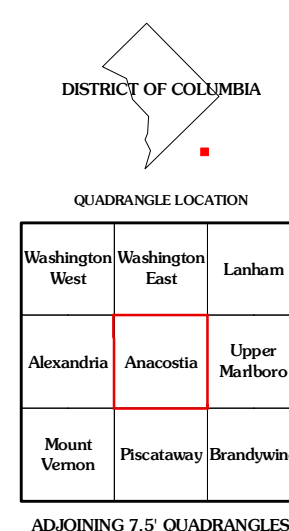 DISTRICT OF COLUMBIA
QUADRANGLE LOCATION
Washington West
Washington East
Lanham
Alexandria
Anacostia
Upper Marlboro
Mount Vernon
Piscataway
Brandywin
ADJOINING 7.5' QUADRANGLES